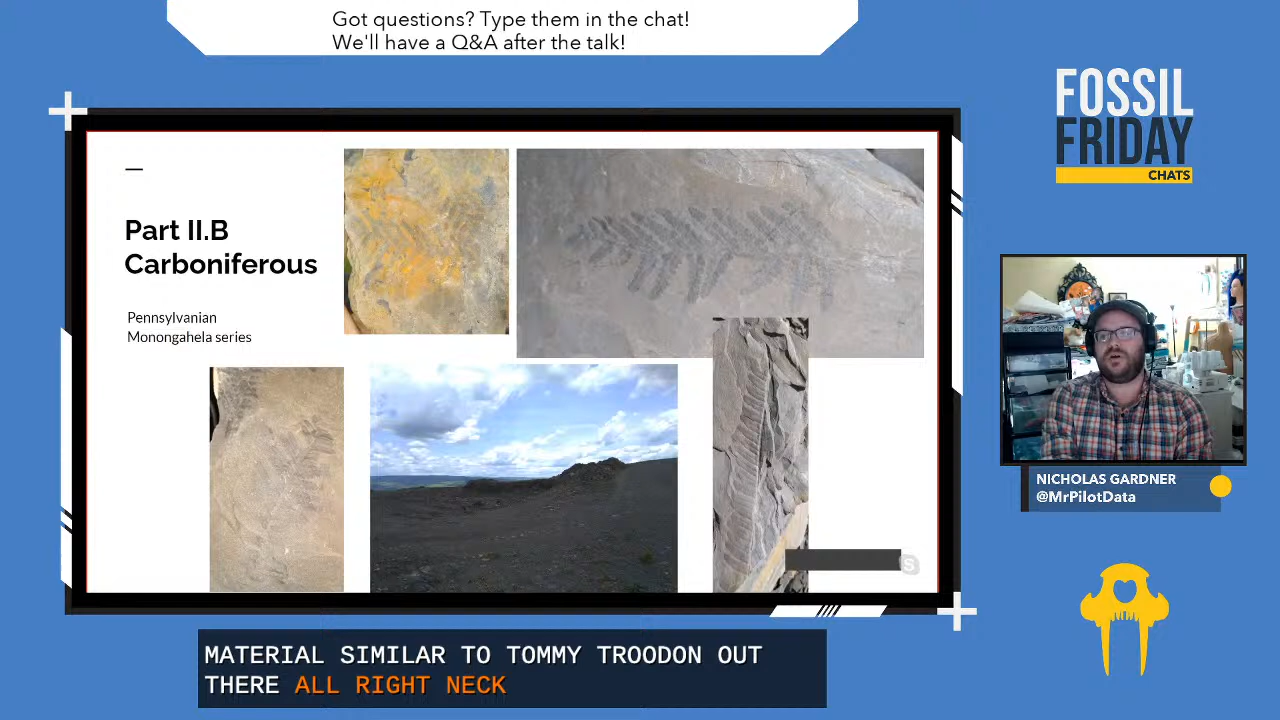 Got questions? Type them in the chat!
We'll have a Q&A after the talk!
FOSSIL
FRIDAY
CHATS
Part II.B
Carboniferous
Pennsylvanian
Monongahela series
NICHOLAS GARDNER
@MrPilotData
MATERIAL SIMILAR TO TOMMY TROODON OUT
THERE ALL RIGHT NECK